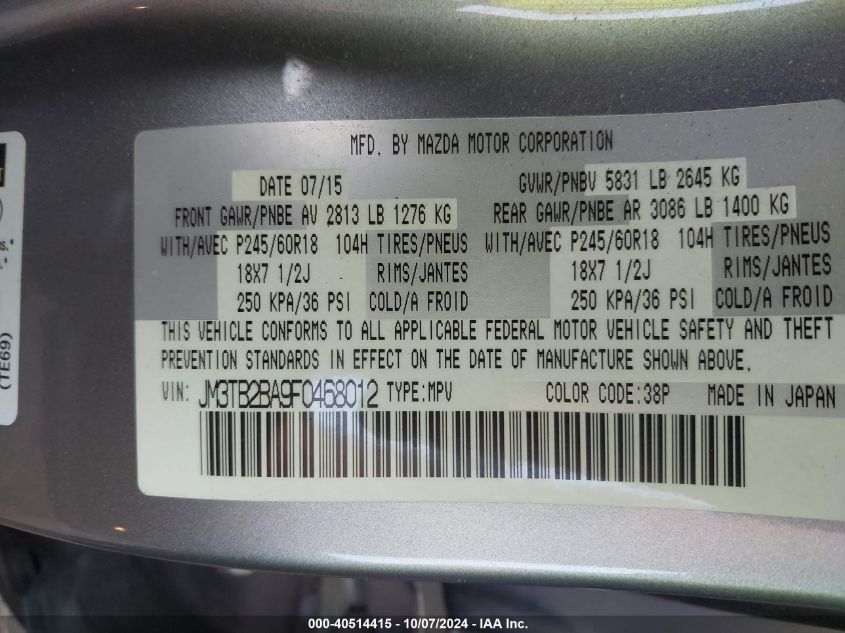 MFD. BY MAZDA MOTOR CORPORATION
DATE 07/15 GVWR/PNBV 5831 LB 2645 KG
FRONT GAWR/PNBE AV 2813 LB 1276 KG REAR GAWR/PNBE AR 3086 LB 1400 KG
WITH/AVEC P245/60R18 104H TIRES/PNEUS WITH/AVEC P245/60R18 104H TIRES/PNEUS
18X7 1/2J RIMS/JANTES 18X7 1/2J RIMS/JANTES
250 KPA/36 PSI COLD/A FROID 250 KPA/36 PSI COLD/A FROID
THIS VEHICLE CONFORMS TO ALL APPLICABLE FEDERAL MOTOR VEHICLE SAFETY AND THEFT
PREVENTION STANDARDS IN EFFECT ON THE DATE OF MANUFACTURE SHOWN ABOVE.
VIN: JM3TB2BA9F0468012 TYPE:MPV COLOR CODE:38P MADE IN JAPAN
(TE69)
000-40514415 - 10/07/2024 - IAA Inc.